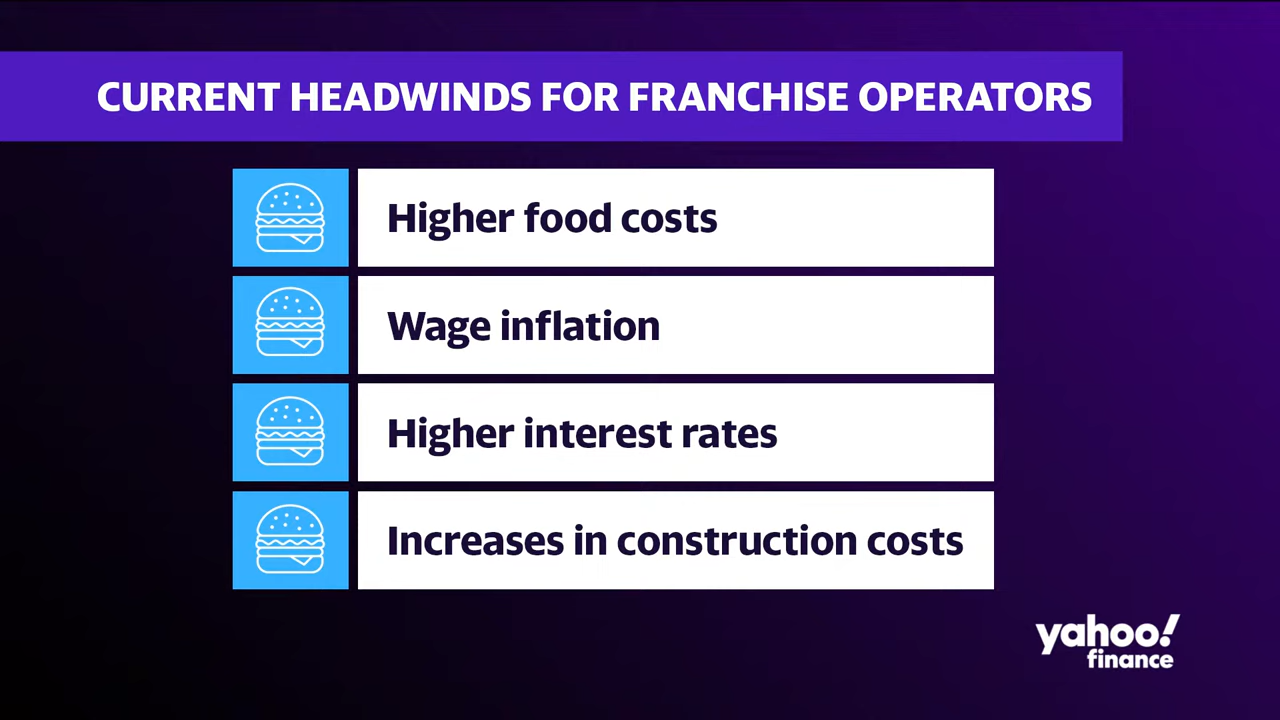 CURRENT HEADWINDS FOR FRANCHISE OPERATORS
Higher food costs
Wage inflation
Higher interest rates
Increases in construction costs
yahoo!
finance